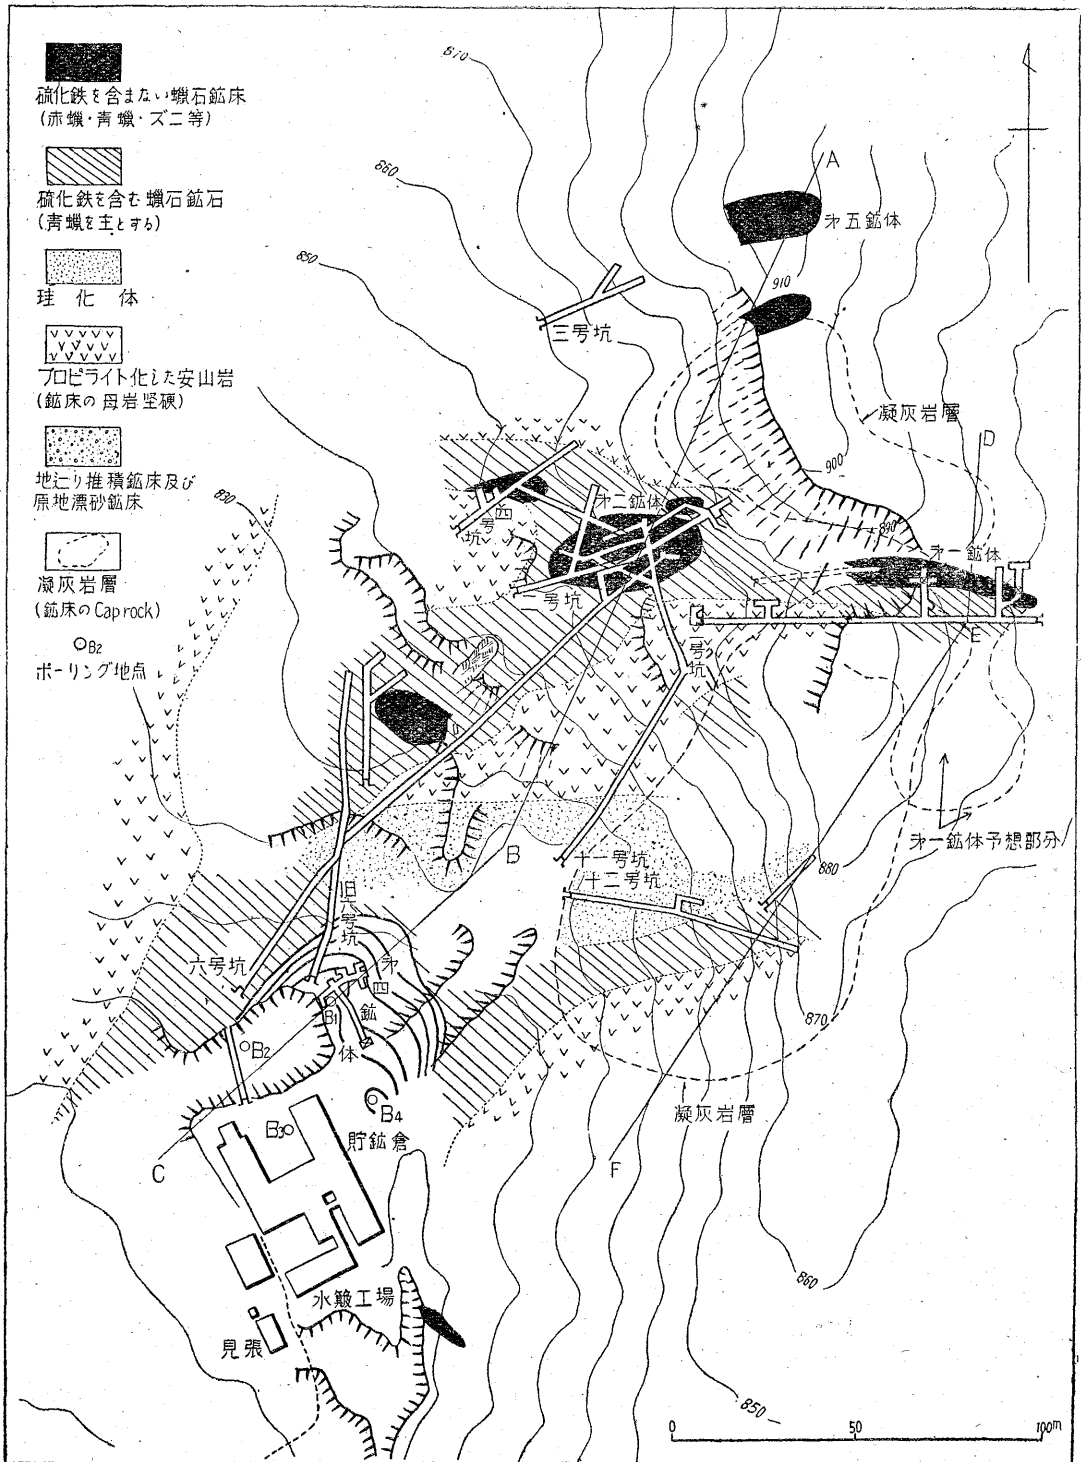 硫化鉄を含まない蠟石鉱床
(赤蠟・青蠟・ズニ等)
硫化鉄を含む蠟石鉱石
(青蠟を主とする)
珪化体
プロピライト化した安山岩
(鉱床の母岩堅硬)
地辷り推積鉱床及び
原地漂砂鉱床
凝灰岩層
(鉱床のCap rock)
B2
ボーリング地点
870
860
850
830
A
才五鉱体
910
三号坑
凝灰岩層
D
900
890
才二鉱体
四号坑
才一鉱体
一号坑
E
号坑
才一鉱体予想部分
B
十一号坑
十二号坑
880
旧六号坑
六号坑
才四鉱体
B1
B2
870
B4
B3
貯鉱倉
凝灰岩層
C
F
860
水簸工場
見張
850
0 50 100m